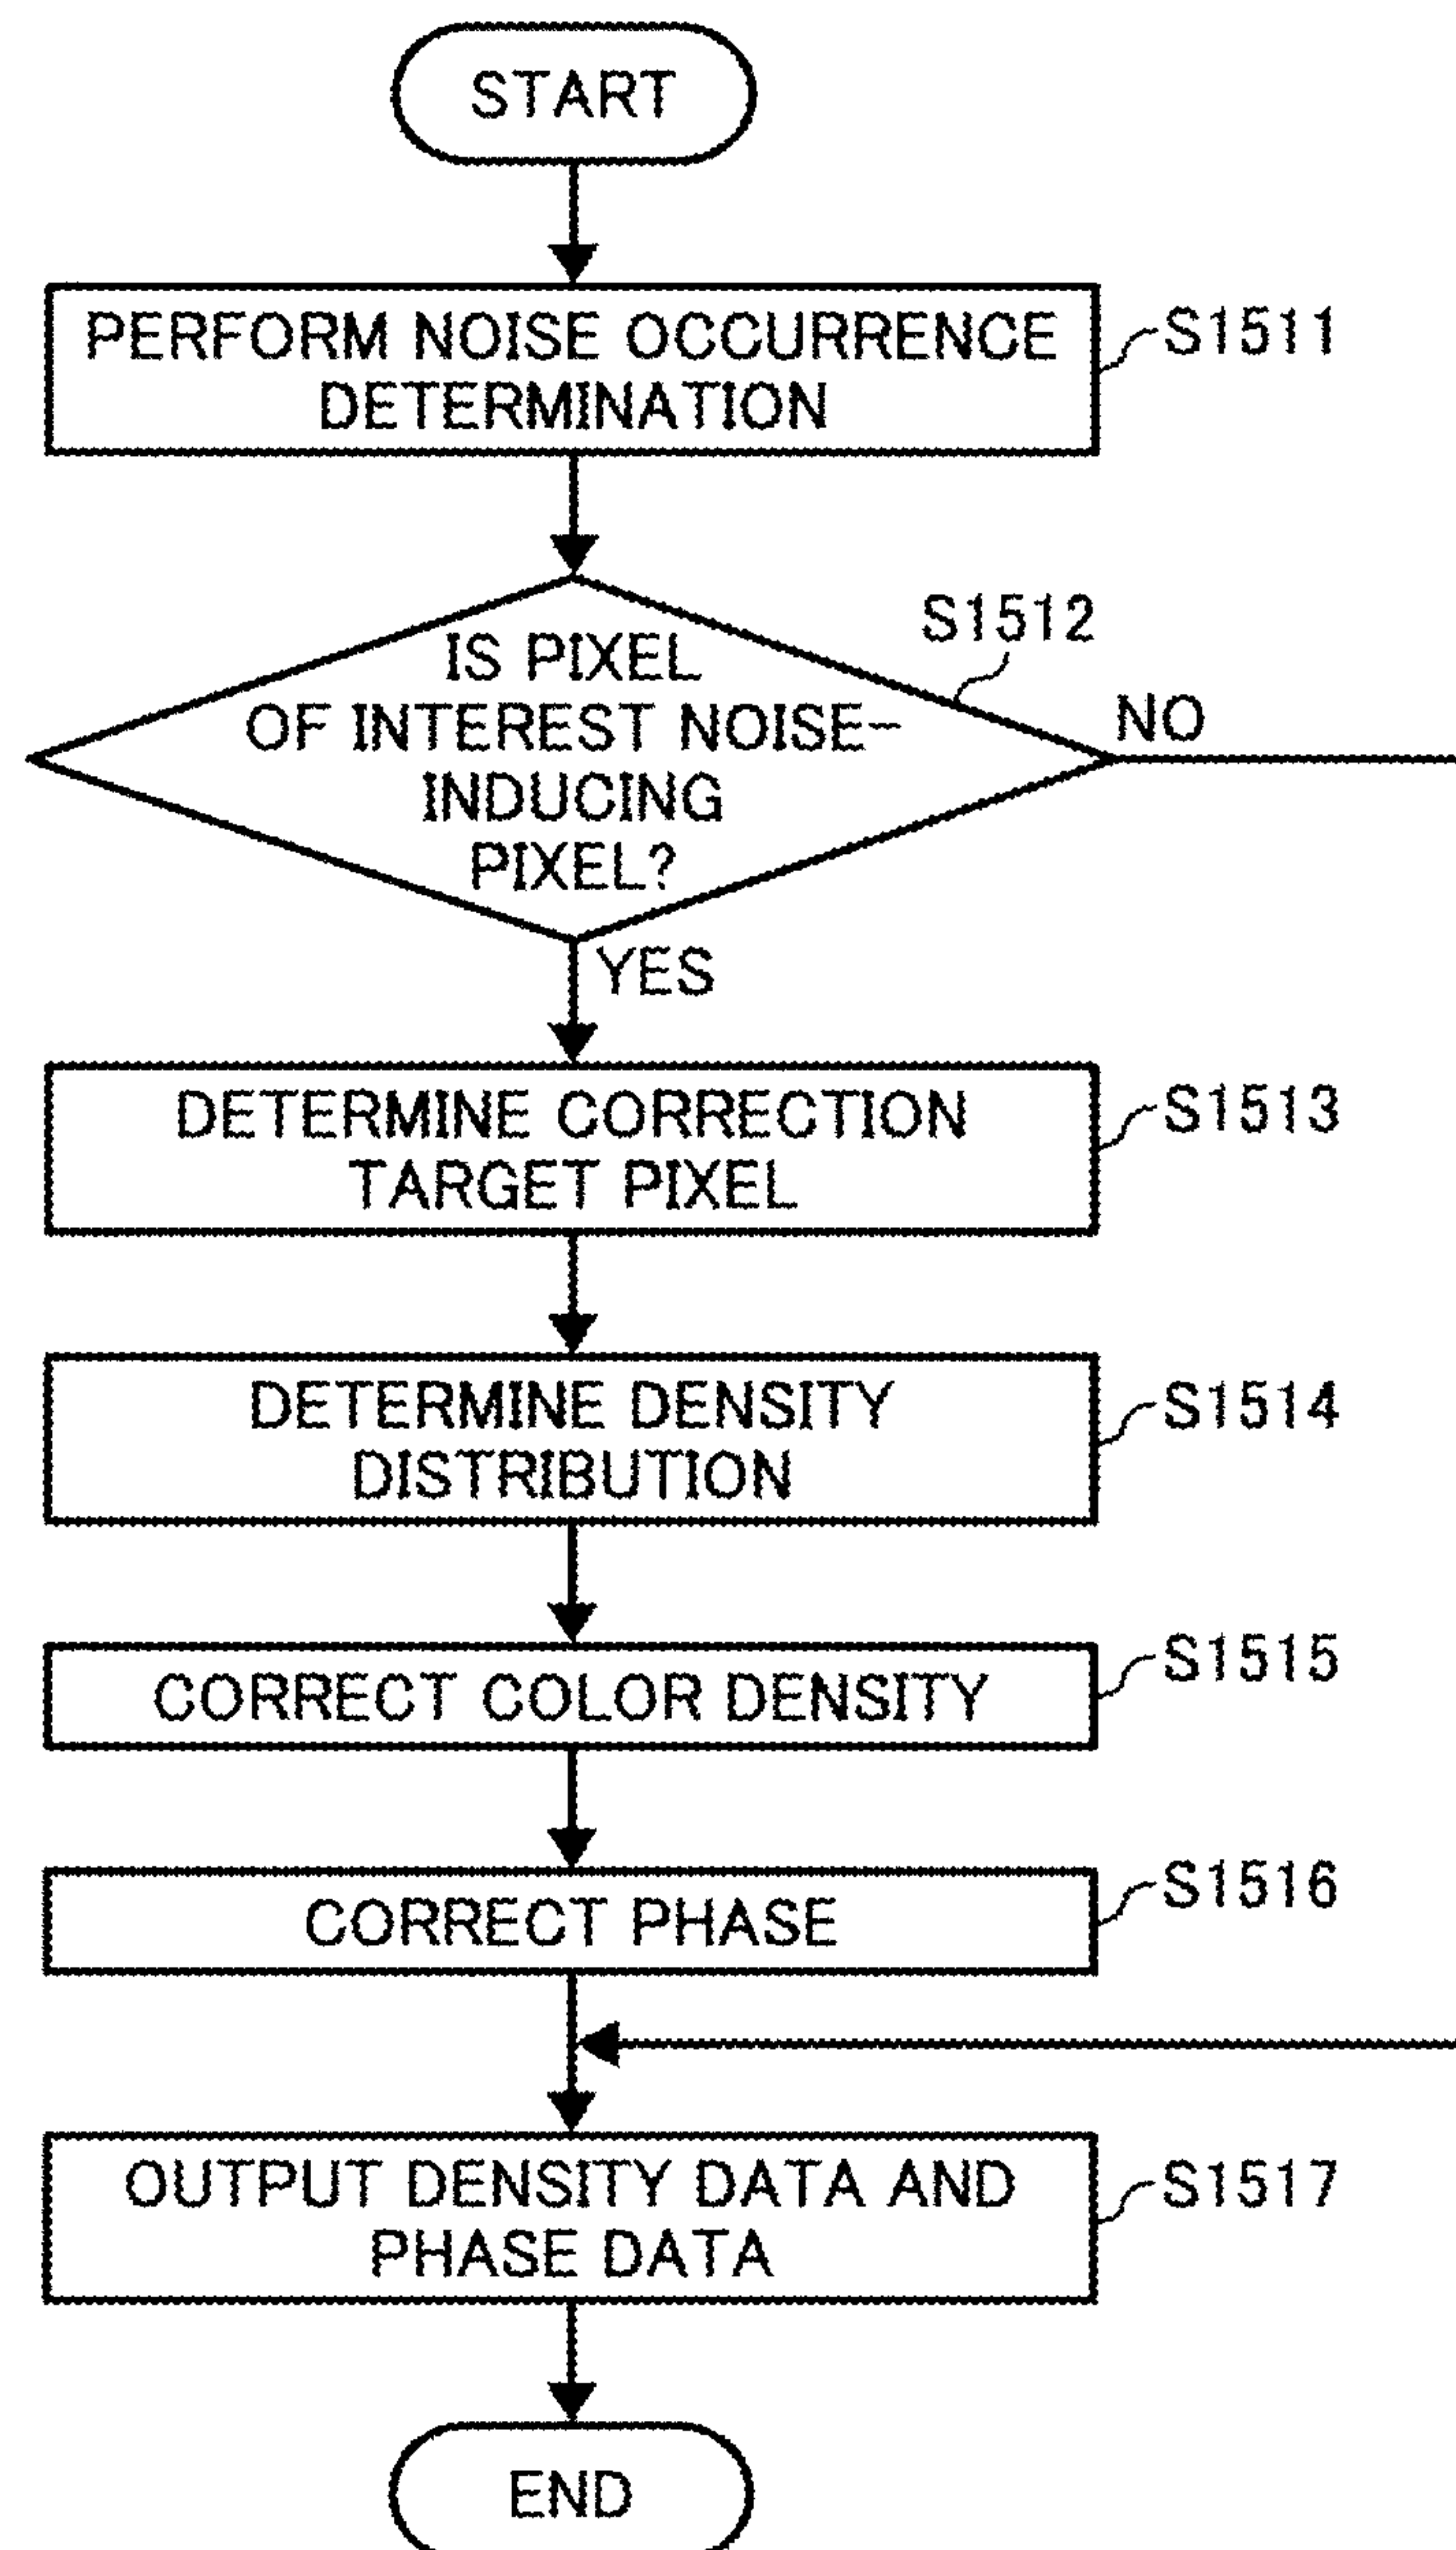 START
PERFORM NOISE OCCURRENCE
DETERMINATION
S1511
S1512
IS PIXEL
OF INTEREST NOISE-
INDUCING
PIXEL?
NO
YES
DETERMINE CORRECTION
TARGET PIXEL
S1513
DETERMINE DENSITY
DISTRIBUTION
S1514
CORRECT COLOR DENSITY
S1515
CORRECT PHASE
S1516
OUTPUT DENSITY DATA AND
PHASE DATA
S1517
END